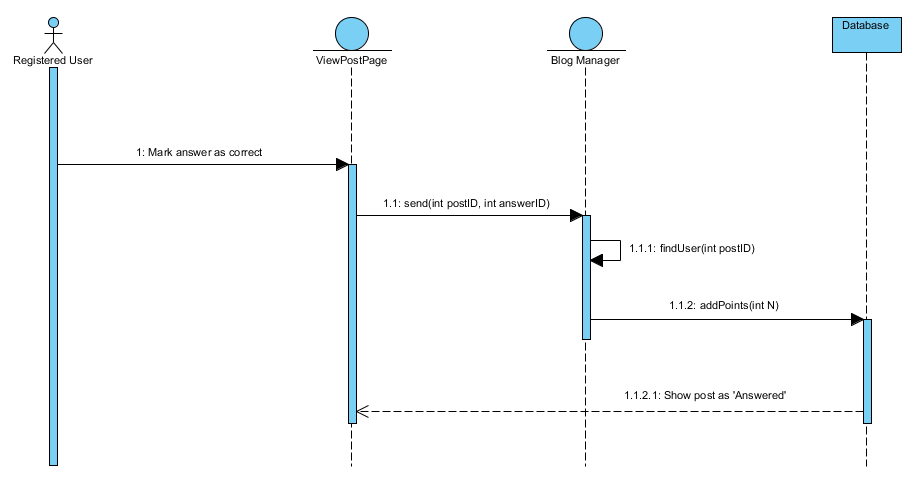 Registered User
ViewPostPage
Blog Manager
Database
1: Mark answer as correct
1.1: send(int postID, int answerID)
1.1.1: findUser(int postID)
1.1.2: addPoints(int N)
1.1.2.1: Show post as 'Answered'